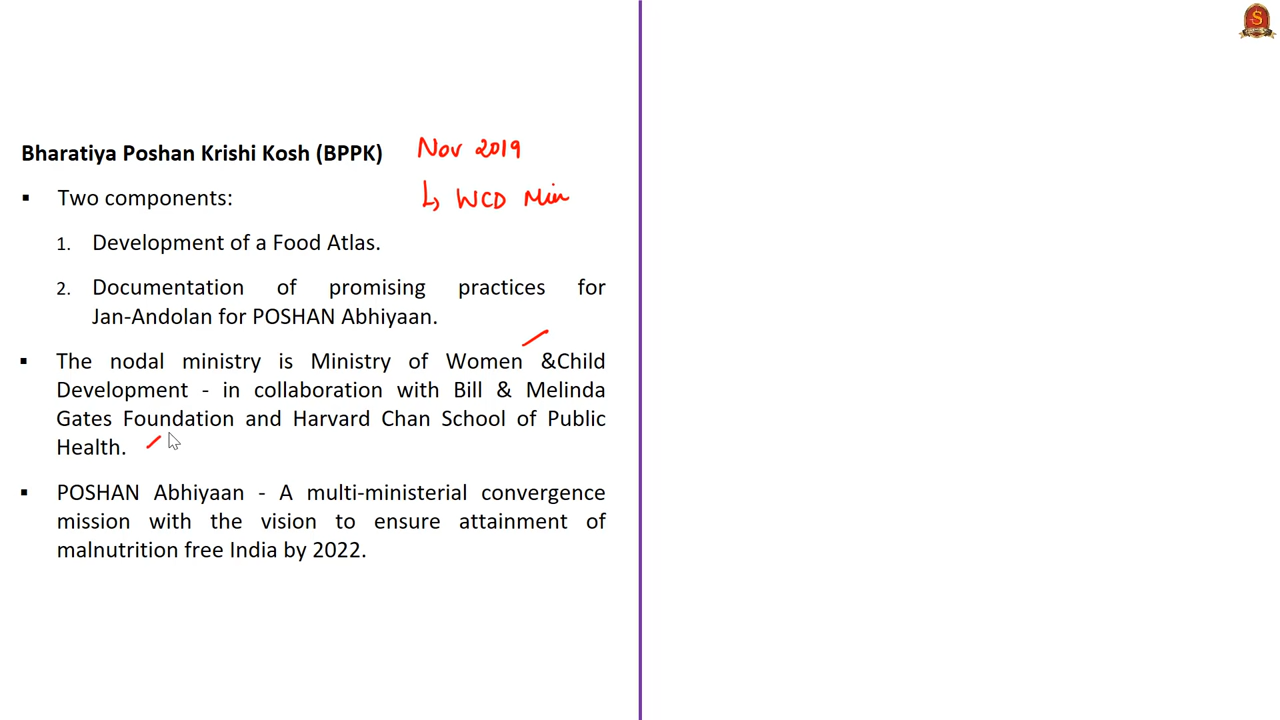 Bharatiya Poshan Krishi Kosh (BPPK) Nov 2019
▪ Two components: ↳ WCD Min
1. Development of a Food Atlas.
2. Documentation of promising practices for
Jan-Andolan for POSHAN Abhiyaan.
▪ The nodal ministry is Ministry of Women &Child
Development - in collaboration with Bill & Melinda
Gates Foundation and Harvard Chan School of Public
Health.
▪ POSHAN Abhiyaan - A multi-ministerial convergence
mission with the vision to ensure attainment of
malnutrition free India by 2022.